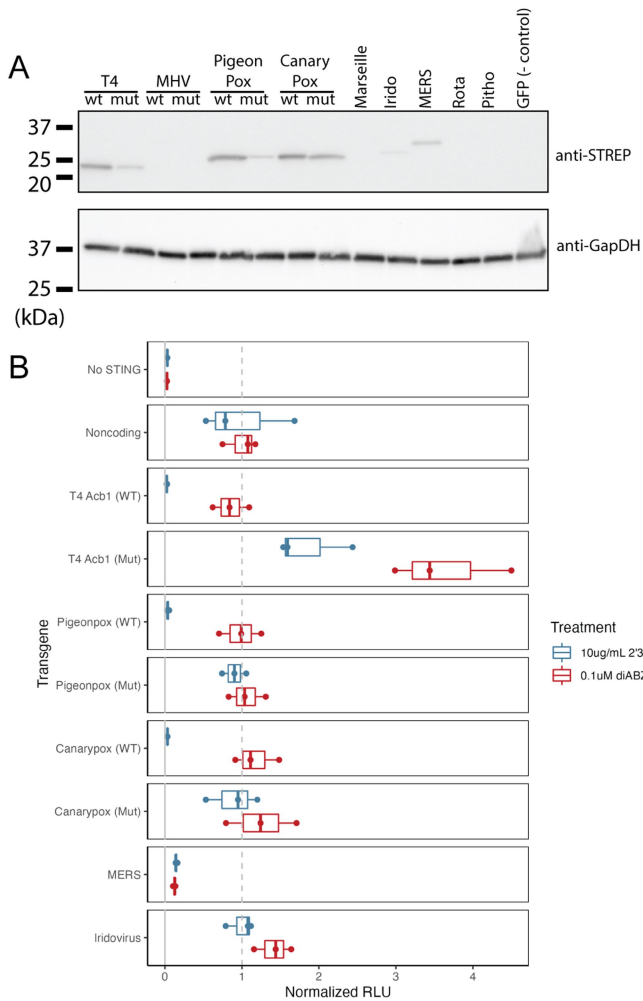 A
T4
MHV
Pigeon
Pox
Canary
Pox
Marseille
Irido
MERS
Rota
Pitho
GFP (- control)
wt mut wt mut wt mut wt mut
37
25
20
anti-STREP
37
25
anti-GapDH
(kDa)
B
No STING
Noncoding
T4 Acb1 (WT)
T4 Acb1 (Mut)
Pigeonpox (WT)
Pigeonpox (Mut)
Canarypox (WT)
Canarypox (Mut)
MERS
Iridovirus
Transgene
0 1 2 3 4
Normalized RLU
Treatment
10ug/mL 2'3
0.1uM diABZ